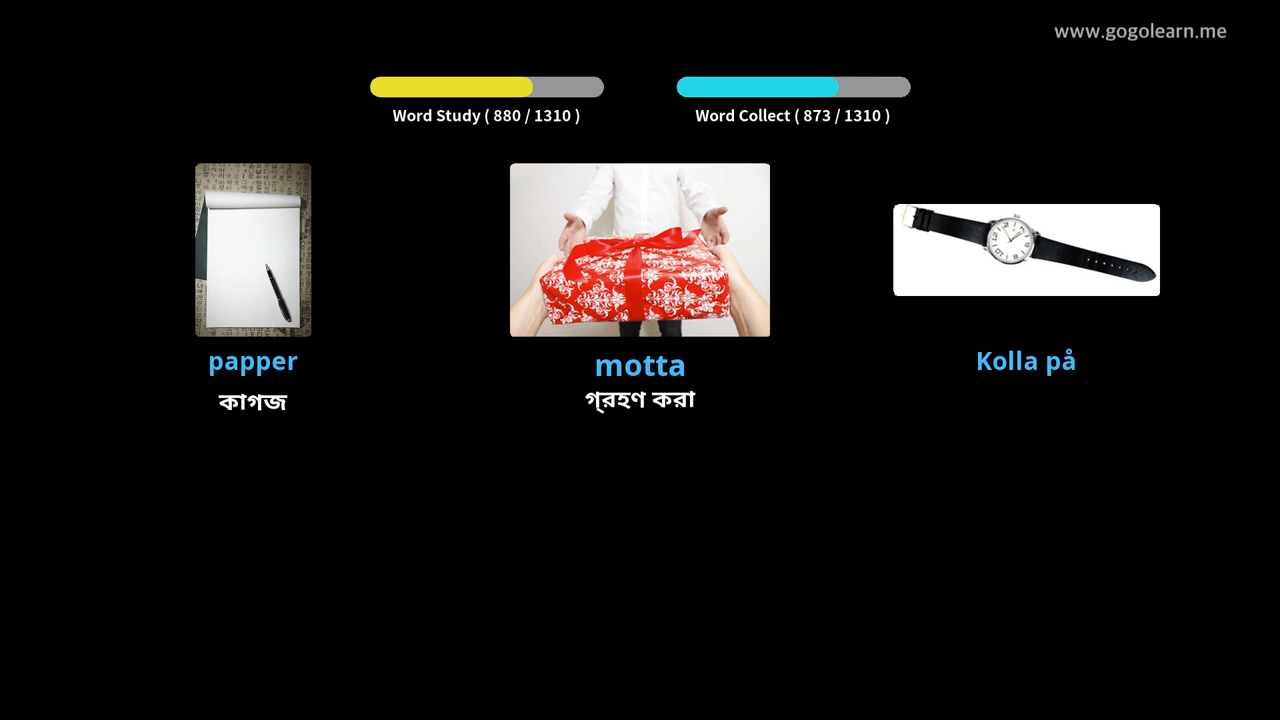 www.gogolearn.me
Word Study ( 880 / 1310 )
Word Collect ( 873 / 1310 )
papper
motta
Kolla på
কাগজ
গ্রহণ করা